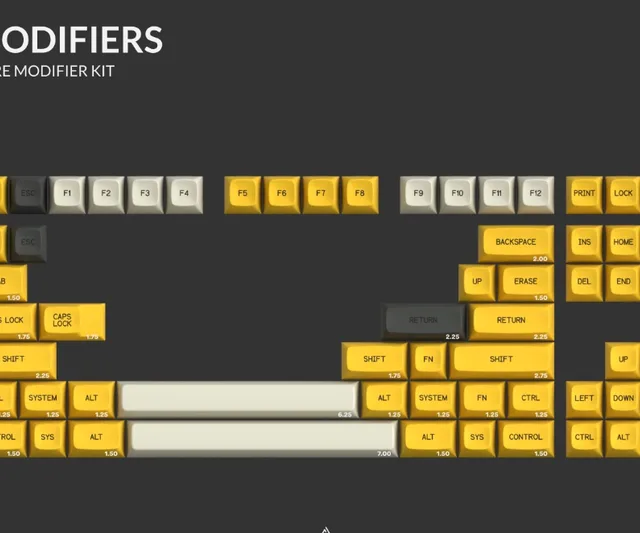 ODIFIERS
RE MODIFIER KIT
ESC F1 F2 F3 F4 F5 F6 F7 F8 F9 F10 F11 F12 PRINT LOCK
ESC BACKSPACE 2.00 INS HOME
AB 1.50 UP ERASE 1.50 DEL END
S LOCK 1.75 CAPS LOCK 1.75 RETURN 2.25 RETURN 2.25
SHIFT 2.25 SHIFT 1.75 FN SHIFT 2.75 UP
L 1.25 SYSTEM 1.25 ALT 1.25 6.25 ALT 1.25 SYSTEM 1.25 FN 1.25 CTRL 1.25 LEFT DOWN
ROL 1.50 SYS ALT 1.50 7.00 ALT 1.50 SYS CONTROL 1.50 CTRL ALT